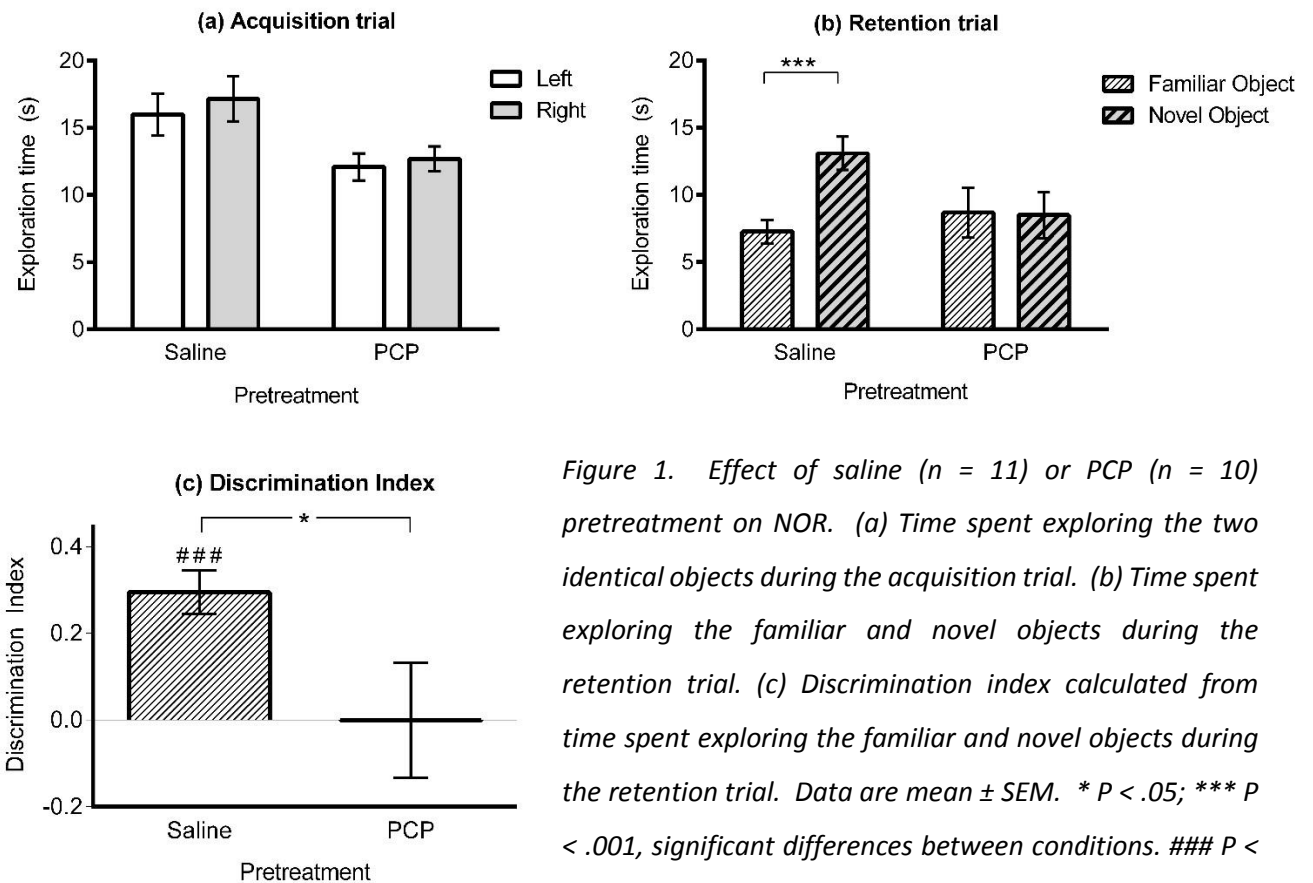 (a) Acquisition trial
20
15
10
5
0
Exploration time (s)
Left
Right
Saline
PCP
Pretreatment
(b) Retention trial
20
15
10
5
0
Exploration time (s)
***
Familiar Object
Novel Object
Saline
PCP
Pretreatment
(c) Discrimination Index
0.4
0.2
0.0
-0.2
Discrimination Index
*
###
Saline
PCP
Pretreatment
Figure 1. Effect of saline (n = 11) or PCP (n = 10)
pretreatment on NOR. (a) Time spent exploring the two
identical objects during the acquisition trial. (b) Time spent
exploring the familiar and novel objects during the
retention trial. (c) Discrimination index calculated from
time spent exploring the familiar and novel objects during
the retention trial. Data are mean ± SEM. * P < .05; *** P
< .001, significant differences between conditions. ### P <